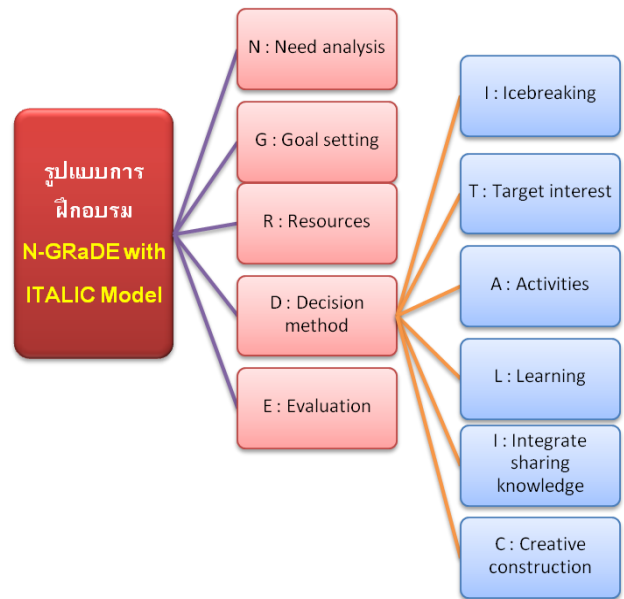 รูปแบบการ
ฝึกอบรม
N-GRaDE with
ITALIC Model
N : Need analysis
G : Goal setting
R : Resources
D : Decision
method
E : Evaluation
I : Icebreaking
T : Target interest
A : Activities
L : Learning
I : Integrate
sharing
knowledge
C : Creative
construction